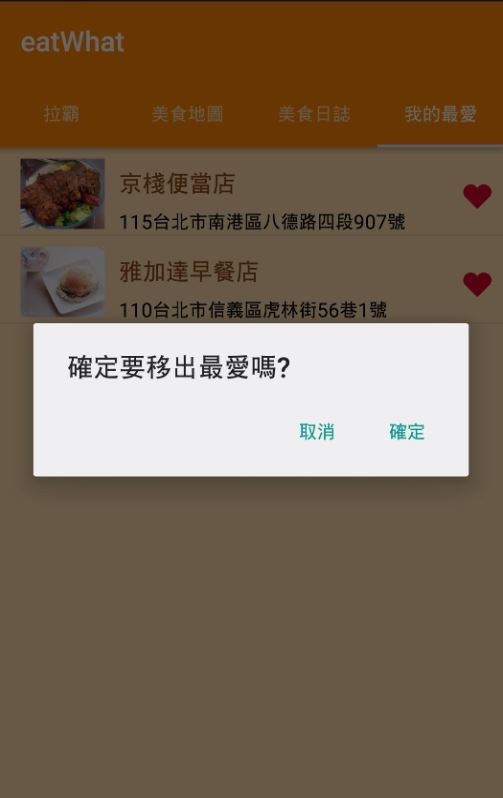 eatWhat
拉霸 美食地圖 美食日誌 我的最愛
京棧便當店
115台北市南港區八德路四段907號
雅加達早餐店
110台北市信義區虎林街56巷1號
確定要移出最愛嗎?
取消 確定